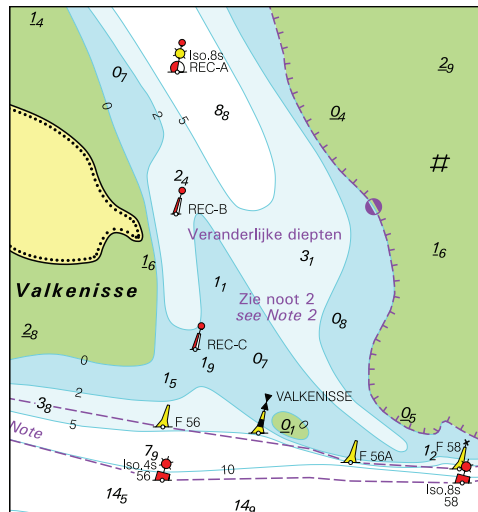 1₄
0₇
Iso.8s
REC-A
2₉
0
2
5
8₈
0₄
#
2₄
REC-B
Veranderlijke diepten
3₁
1₆
1₆
1₁
Valkenisse
Zie noot 2
see Note 2
0₈
2₈
REC-C
1₉
0₇
0
1₅
2
VALKENISSE
3₈
5
F 56
0₁
0
0₅
Note
7₉
Iso.4s
56
10
F 56A
1₂
F 58
14₅
14₉
Iso.8s
58